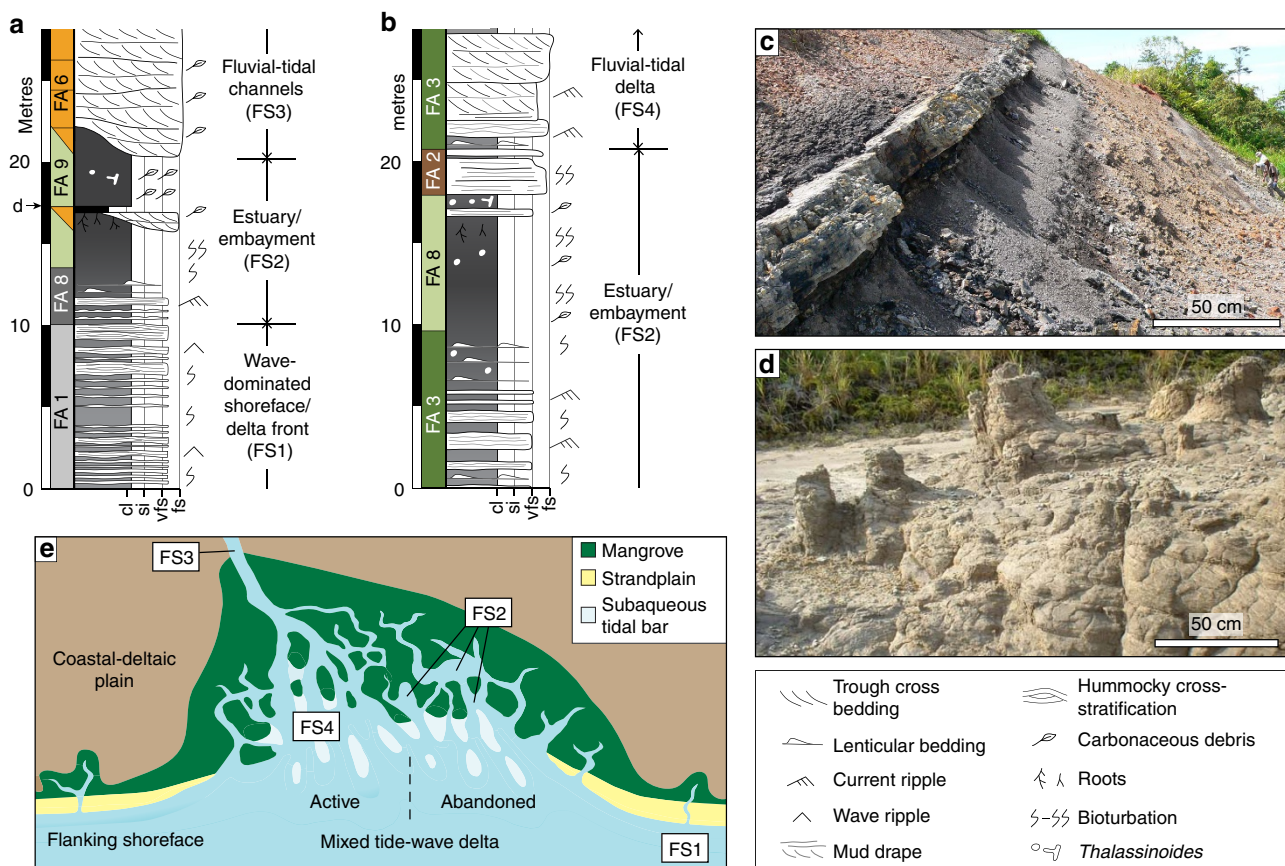 a
Metres
20
d
10
0
FA 6
FA 9
FA 8
FA 1
cl
si
vfs
fs
Fluvial-tidal
channels
(FS3)
Estuary/
embayment
(FS2)
Wave-
dominated
shoreface/
delta front
(FS1)
b
metres
20
10
0
FA 3
FA 2
FA 8
FA 3
cl
si
vfs
fs
Fluvial-tidal
delta
(FS4)
Estuary/
embayment
(FS2)
c
50 cm
d
50 cm
e
FS3
Mangrove
Strandplain
Subaqueous
tidal bar
FS2
Coastal-deltaic
plain
FS4
Active
Abandoned
Flanking shoreface
Mixed tide-wave delta
FS1
Trough cross
bedding
Lenticular bedding
Current ripple
Wave ripple
Mud drape
Hummocky cross-
stratification
Carbonaceous debris
Roots
Bioturbation
Thalassinoides